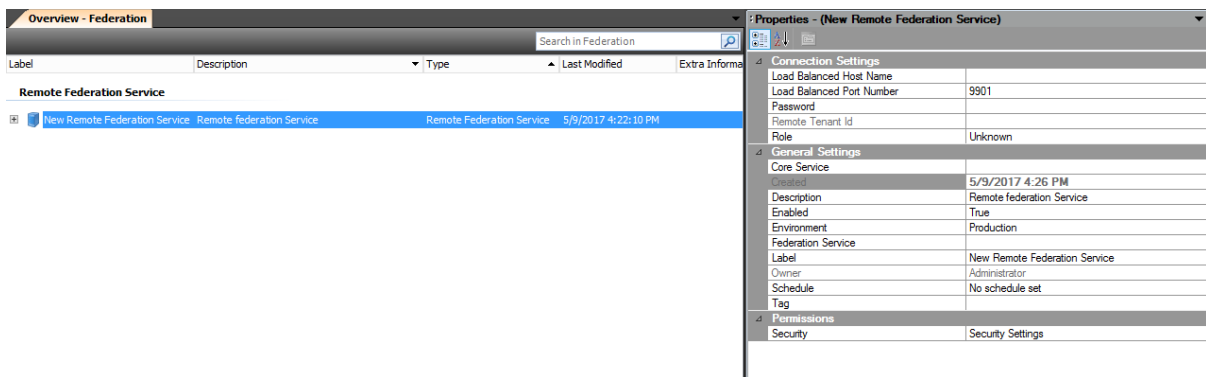 Overview - Federation
Search in Federation
Label Description Type Last Modified Extra Informa
Remote Federation Service
New Remote Federation Service Remote federation Service Remote Federation Service 5/9/2017 4:22:10 PM
Properties - (New Remote Federation Service)
Connection Settings
Load Balanced Host Name
Load Balanced Port Number 9901
Password
Remote Tenant Id
Role Unknown
General Settings
Core Service
Created 5/9/2017 4:26 PM
Description Remote federation Service
Enabled True
Environment Production
Federation Service
Label New Remote Federation Service
Owner Administrator
Schedule No schedule set
Tag
Permissions
Security Security Settings